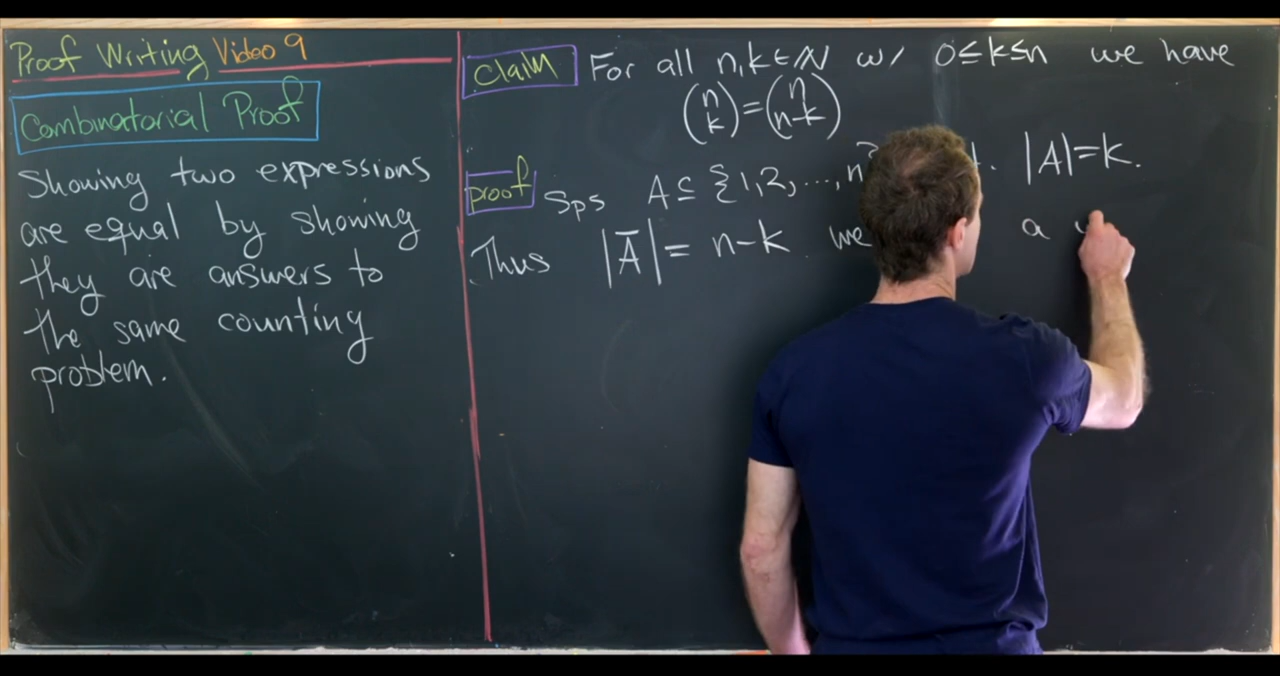 Proof Writing Video 9
Combinatorial Proof
Showing two expressions
are equal by showing
they are answers to
the same counting
problem.
Claim For all n, k ∈ ℕ w/ 0 ≤ k ≤ n we have
(n k) = (n n-k)
proof Sps A ⊆ {1, 2, ..., n |A| = k.
Thus |Ā| = n - k we a